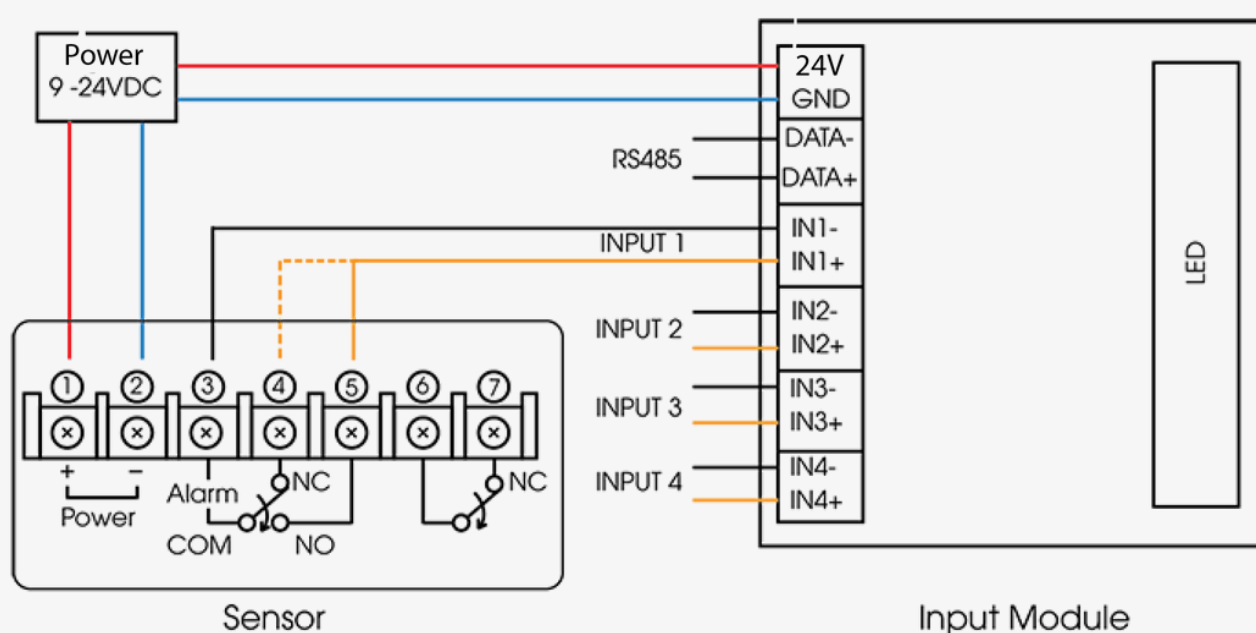 Power
9 -24VDC
24V
GND
DATA-
RS485
DATA+
IN1-
INPUT 1
IN1+
IN2-
INPUT 2
IN2+
IN3-
INPUT 3
IN3+
IN4-
INPUT 4
IN4+
LED
1 2 3 4 5 6 7
+ −
Power
Alarm
NC
COM
NO
NC
Sensor
Input Module